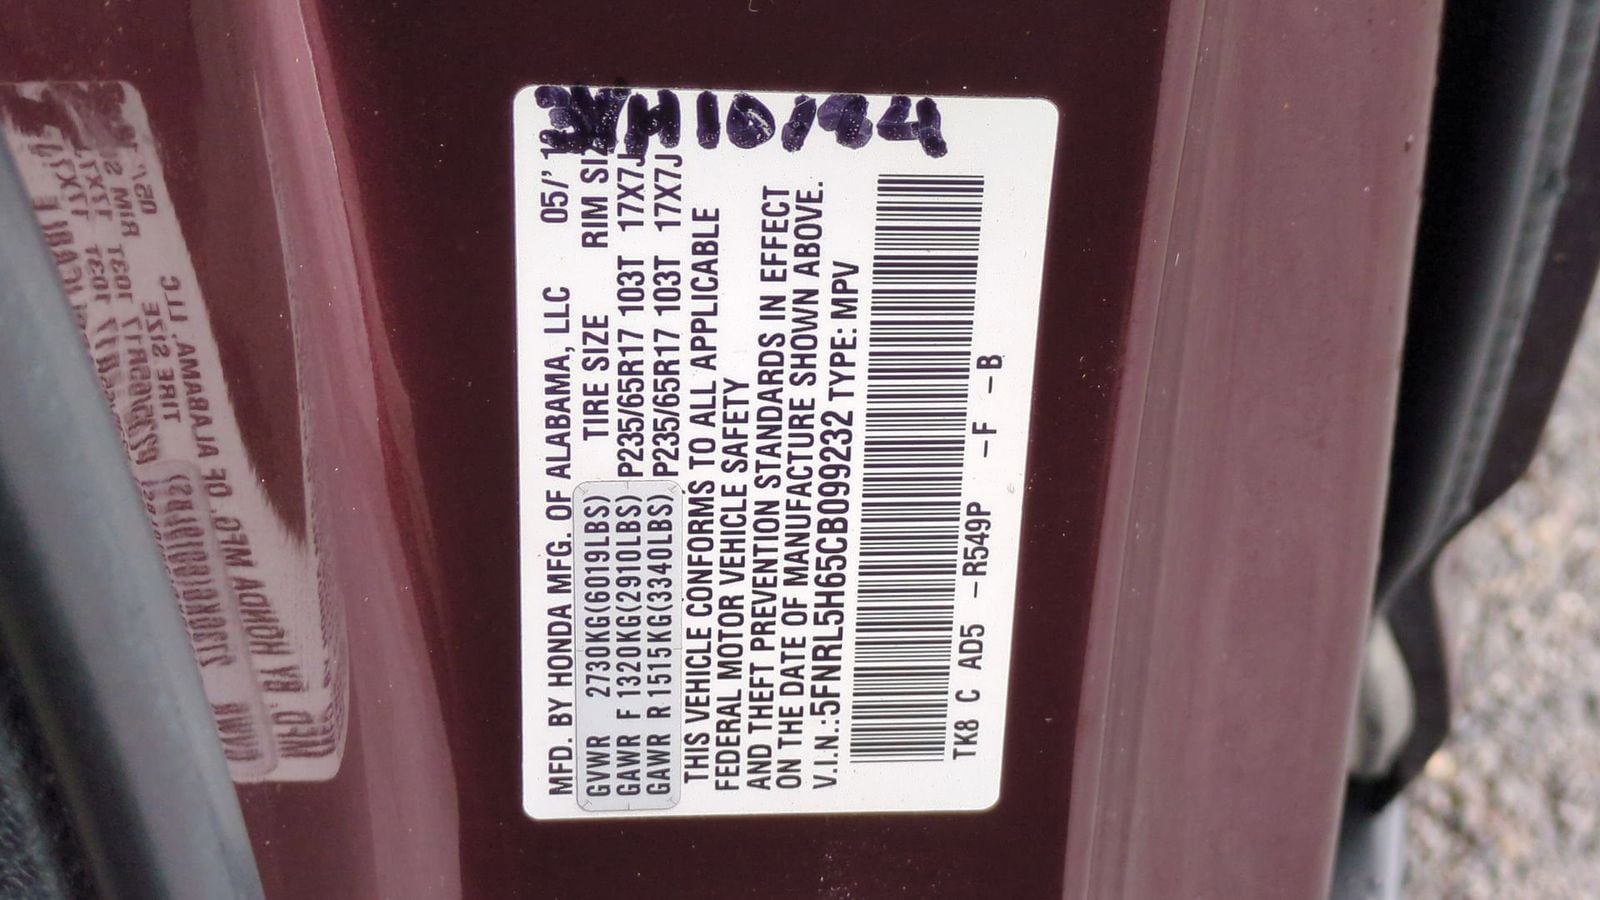 MFD. BY HONDA MFG. OF ALABAMA, LLC 05/'12
GVWR 2730KG(6019LBS) TIRE SIZE RIM SIZ
GAWR F 1320KG(2910LBS) P235/65R17 103T 17X7J
GAWR R 1515KG(3340LBS) P235/65R17 103T 17X7J
THIS VEHICLE CONFORMS TO ALL APPLICABLE
FEDERAL MOTOR VEHICLE SAFETY
AND THEFT PREVENTION STANDARDS IN EFFECT
ON THE DATE OF MANUFACTURE SHOWN ABOVE.
V.I.N.:5FNRL5H65CB099232 TYPE: MPV
TK8 C AD5 -R549P -F -B